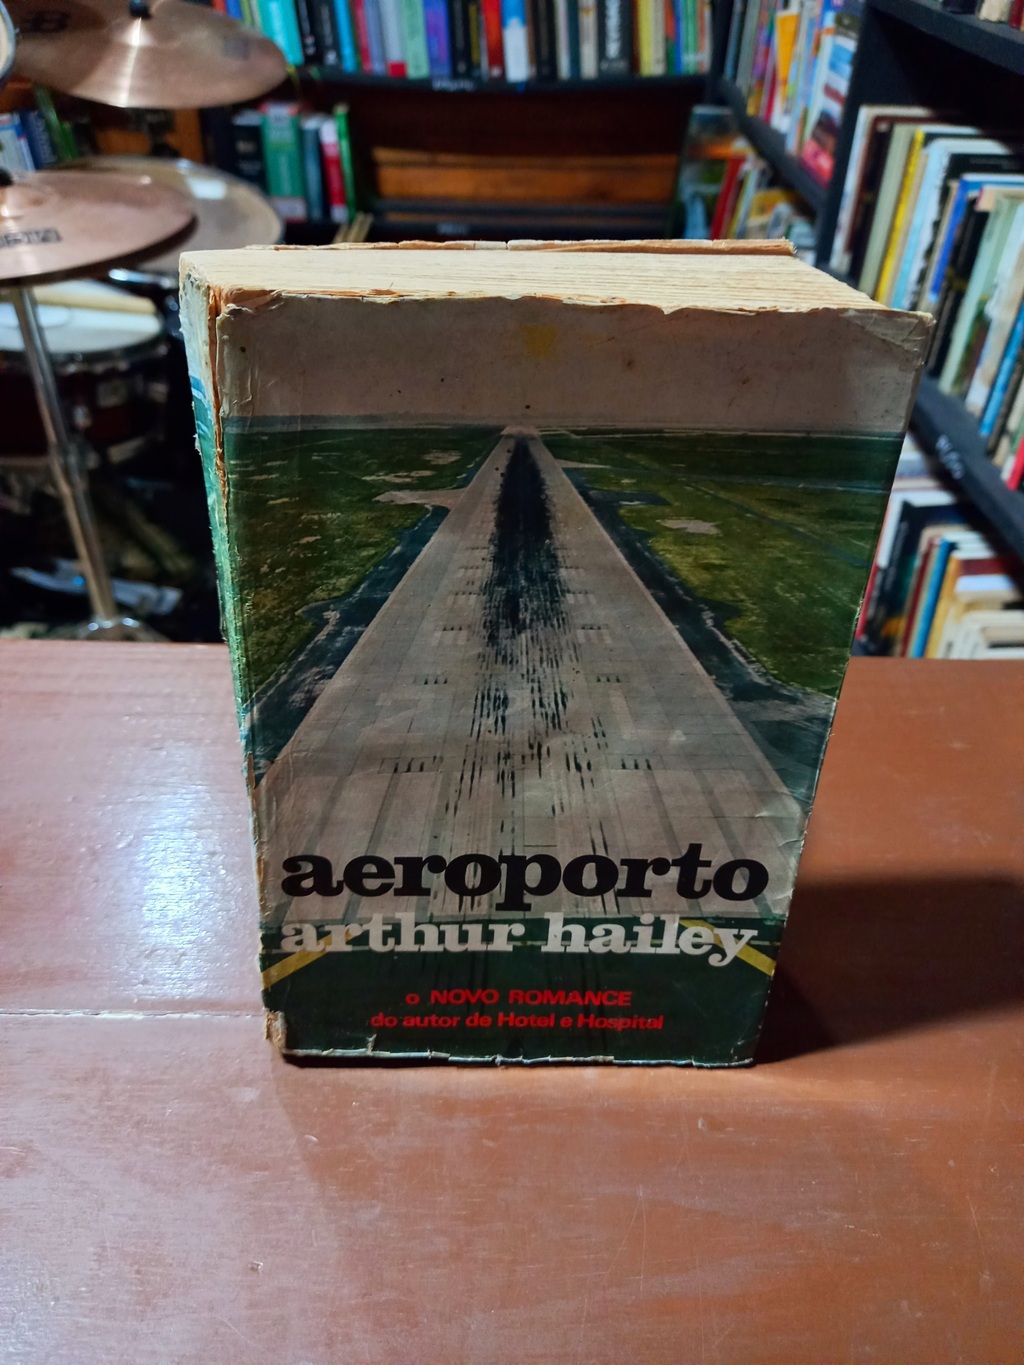 aeroporto
arthur hailey
o NOVO ROMANCE
do autor de Hotel e Hospital